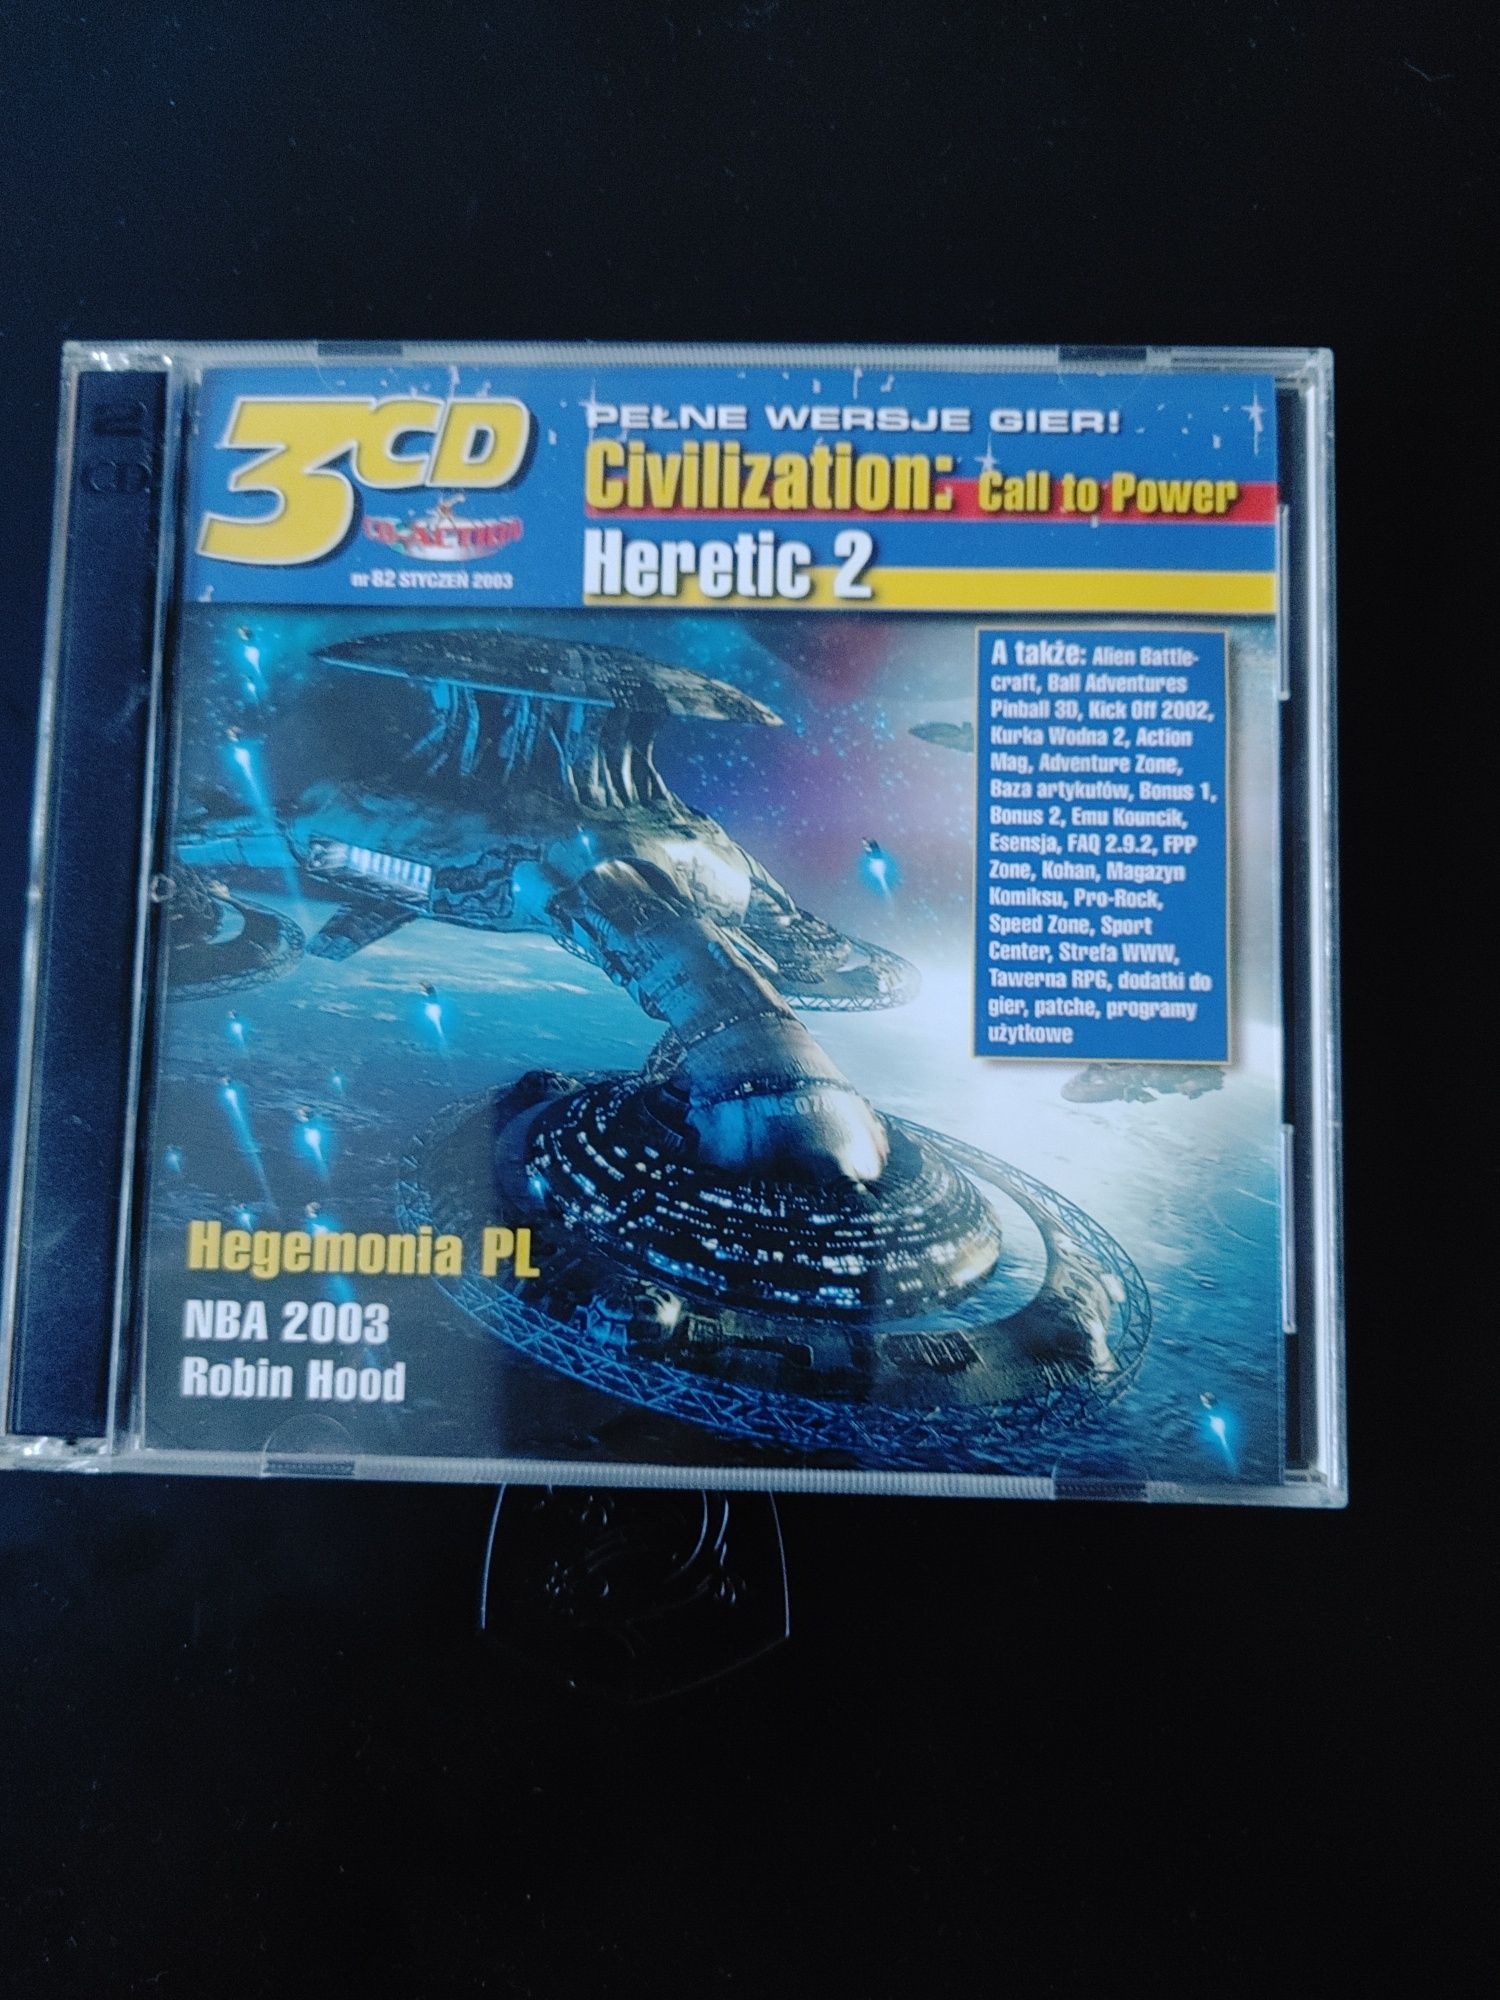 3CD
CD-ACTION
nr 82 STYCZEŃ 2003
PEŁNE WERSJE GIER!
Civilization: Call to Power
Heretic 2
A także: Alien Battle-
craft, Ball Adventures
Pinball 3D, Kick Off 2002,
Kurka Wodna 2, Action
Mag, Adventure Zone,
Baza artykułów, Bonus 1,
Bonus 2, Emu Kouncik,
Esensja, FAQ 2.9.2, FPP
Zone, Kohan, Magazyn
Komiksu, Pro-Rock,
Speed Zone, Sport
Center, Strefa WWW,
Tawerna RPG, dodatki do
gier, patche, programy
użytkowe
Hegemonia PL
NBA 2003
Robin Hood